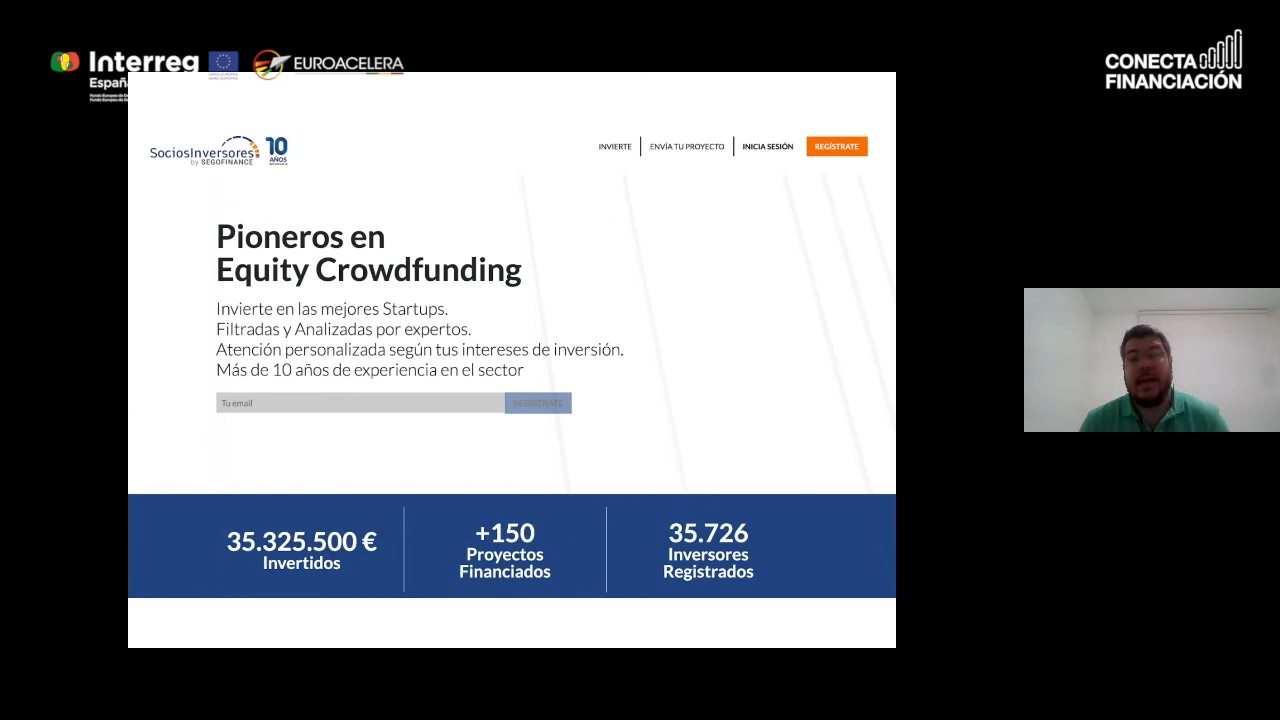 Interreg
España
EUROACELERA
CONECTA
FINANCIACIÓN
SociosInversores
by SEGOFINANCE
10
AÑOS
INVIERTE
ENVÍA TU PROYECTO
INICIA SESIÓN
REGÍSTRATE
Pioneros en
Equity Crowdfunding
Invierte en las mejores Startups.
Filtradas y Analizadas por expertos.
Atención personalizada según tus intereses de inversión.
Más de 10 años de experiencia en el sector
Tu email
REGÍSTRATE
35.325.500 €
Invertidos
+150
Proyectos
Financiados
35.726
Inversores
Registrados